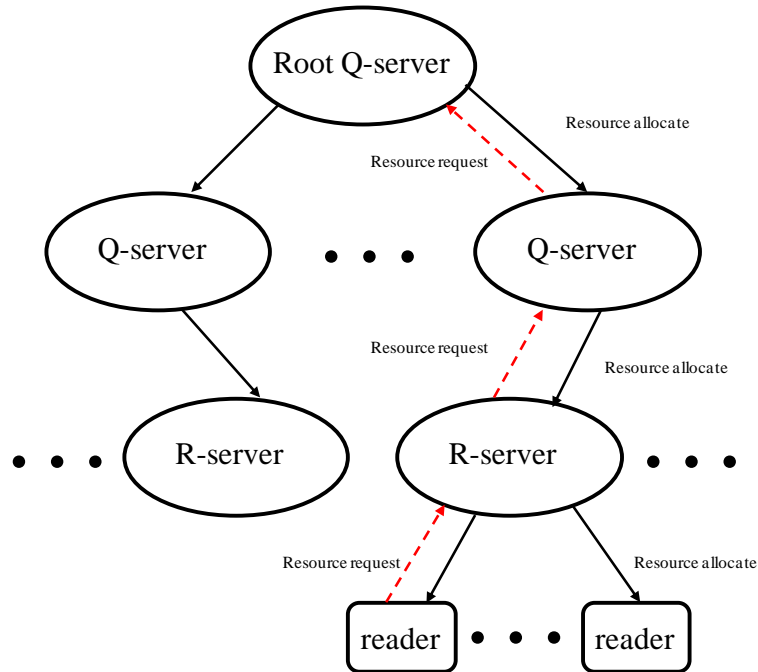 Root Q-server
Resource allocate
Resource request
Q-server
Q-server
Resource request
Resource allocate
R-server
R-server
Resource request
Resource allocate
reader
reader